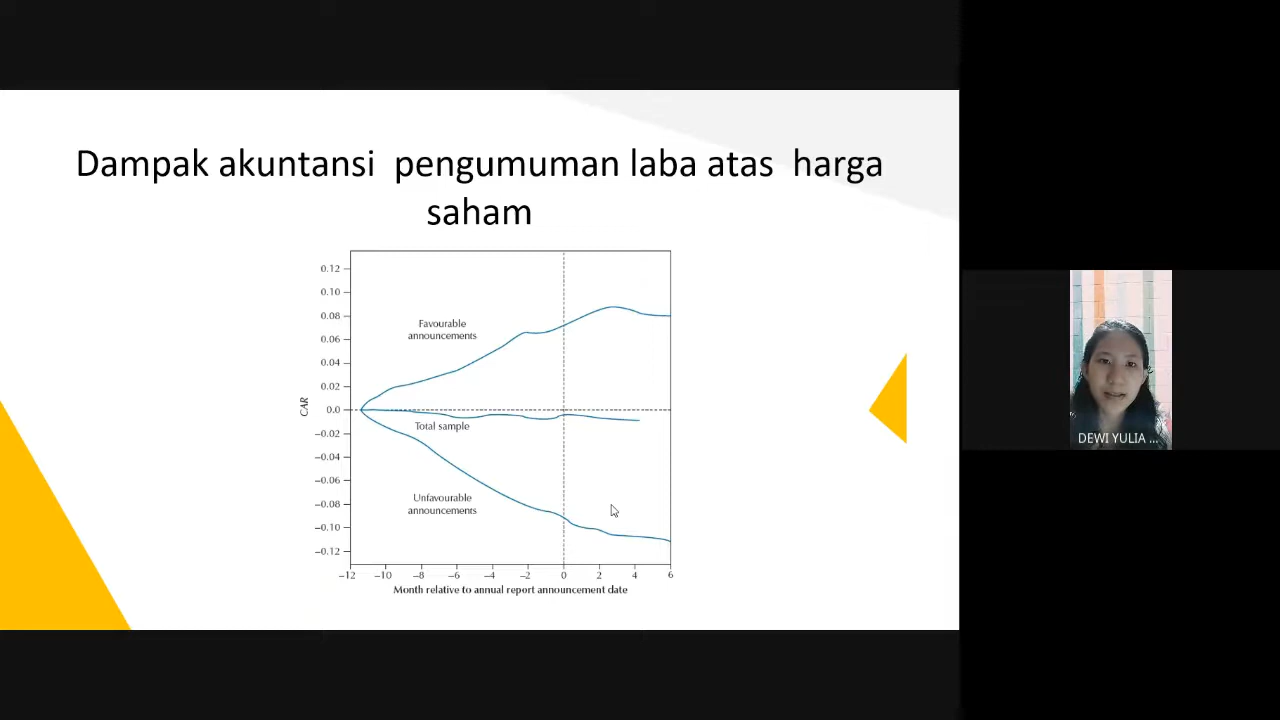 Dampak akuntansi pengumuman laba atas harga
saham
0.12
0.10
0.08
0.06
0.04
0.02
0.0
−0.02
−0.04
−0.06
−0.08
−0.10
−0.12
CAR
Favourable
announcements
Total sample
Unfavourable
announcements
−12 −10 −8 −6 −4 −2 0 2 4 6
Month relative to annual report announcement date
DEWI YULIA ...